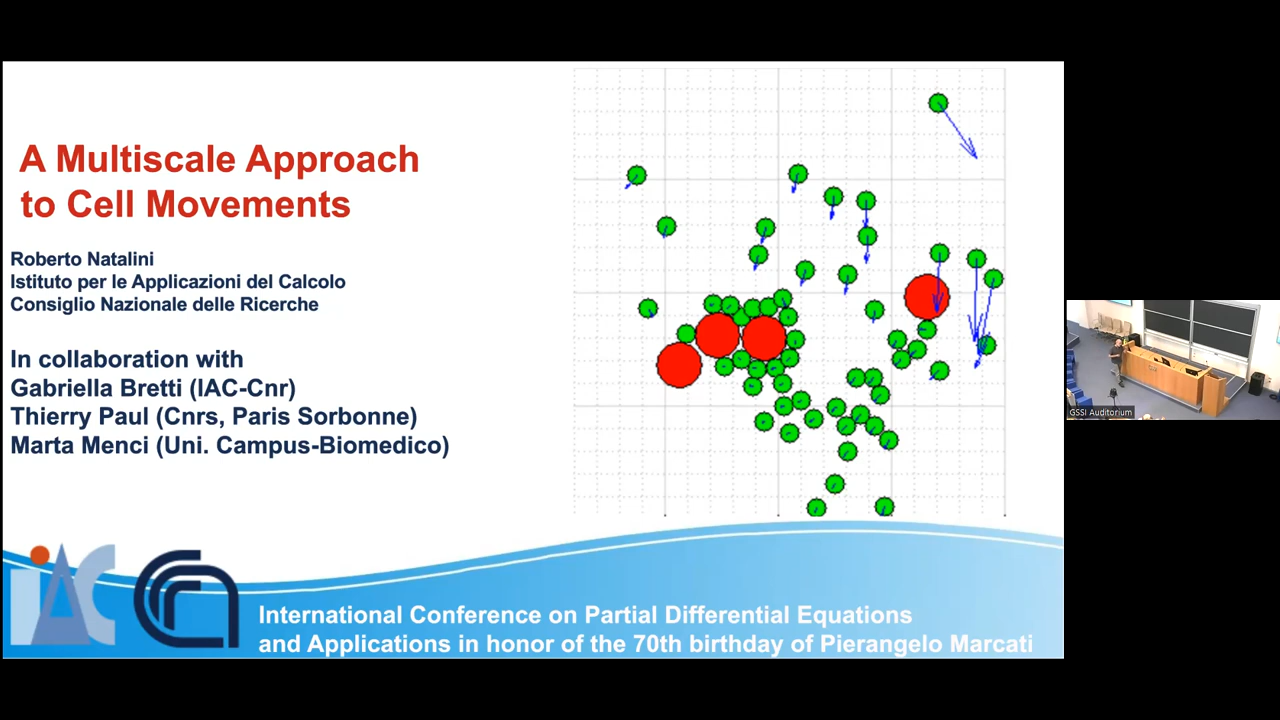 A Multiscale Approach
to Cell Movements
Roberto Natalini
Istituto per le Applicazioni del Calcolo
Consiglio Nazionale delle Ricerche
In collaboration with
Gabriella Bretti (IAC-Cnr)
Thierry Paul (Cnrs, Paris Sorbonne)
Marta Menci (Uni. Campus-Biomedico)
GSSI Auditorium
iAC
International Conference on Partial Differential Equations
and Applications in honor of the 70th birthday of Pierangelo Marcati